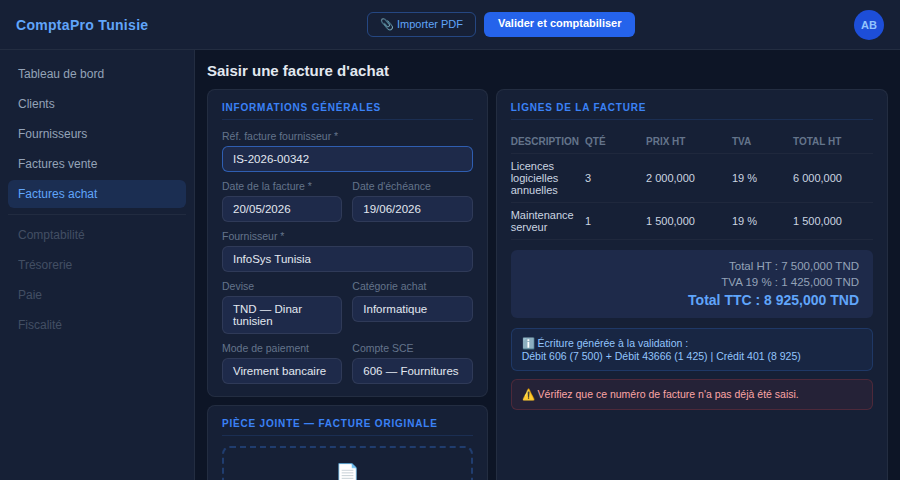 ComptaPro Tunisie
📎 Importer PDF
Valider et comptabiliser
AB
Tableau de bord
Clients
Fournisseurs
Factures vente
Factures achat
Comptabilité
Trésorerie
Paie
Fiscalité
Saisir une facture d'achat
INFORMATIONS GÉNÉRALES
Réf. facture fournisseur *
IS-2026-00342
Date de la facture * Date d'échéance
20/05/2026 19/06/2026
Fournisseur *
InfoSys Tunisia
Devise Catégorie achat
TND — Dinar
tunisien
Informatique
Mode de paiement Compte SCE
Virement bancaire 606 — Fournitures
PIÈCE JOINTE — FACTURE ORIGINALE
LIGNES DE LA FACTURE
DESCRIPTION QTÉ PRIX HT TVA TOTAL HT
Licences
logicielles
annuelles
3 2 000,000 19 % 6 000,000
Maintenance
serveur
1 1 500,000 19 % 1 500,000
Total HT : 7 500,000 TND
TVA 19 % : 1 425,000 TND
Total TTC : 8 925,000 TND
ℹ️ Écriture générée à la validation :
Débit 606 (7 500) + Débit 43666 (1 425) | Crédit 401 (8 925)
⚠️ Vérifiez que ce numéro de facture n'a pas déjà été saisi.